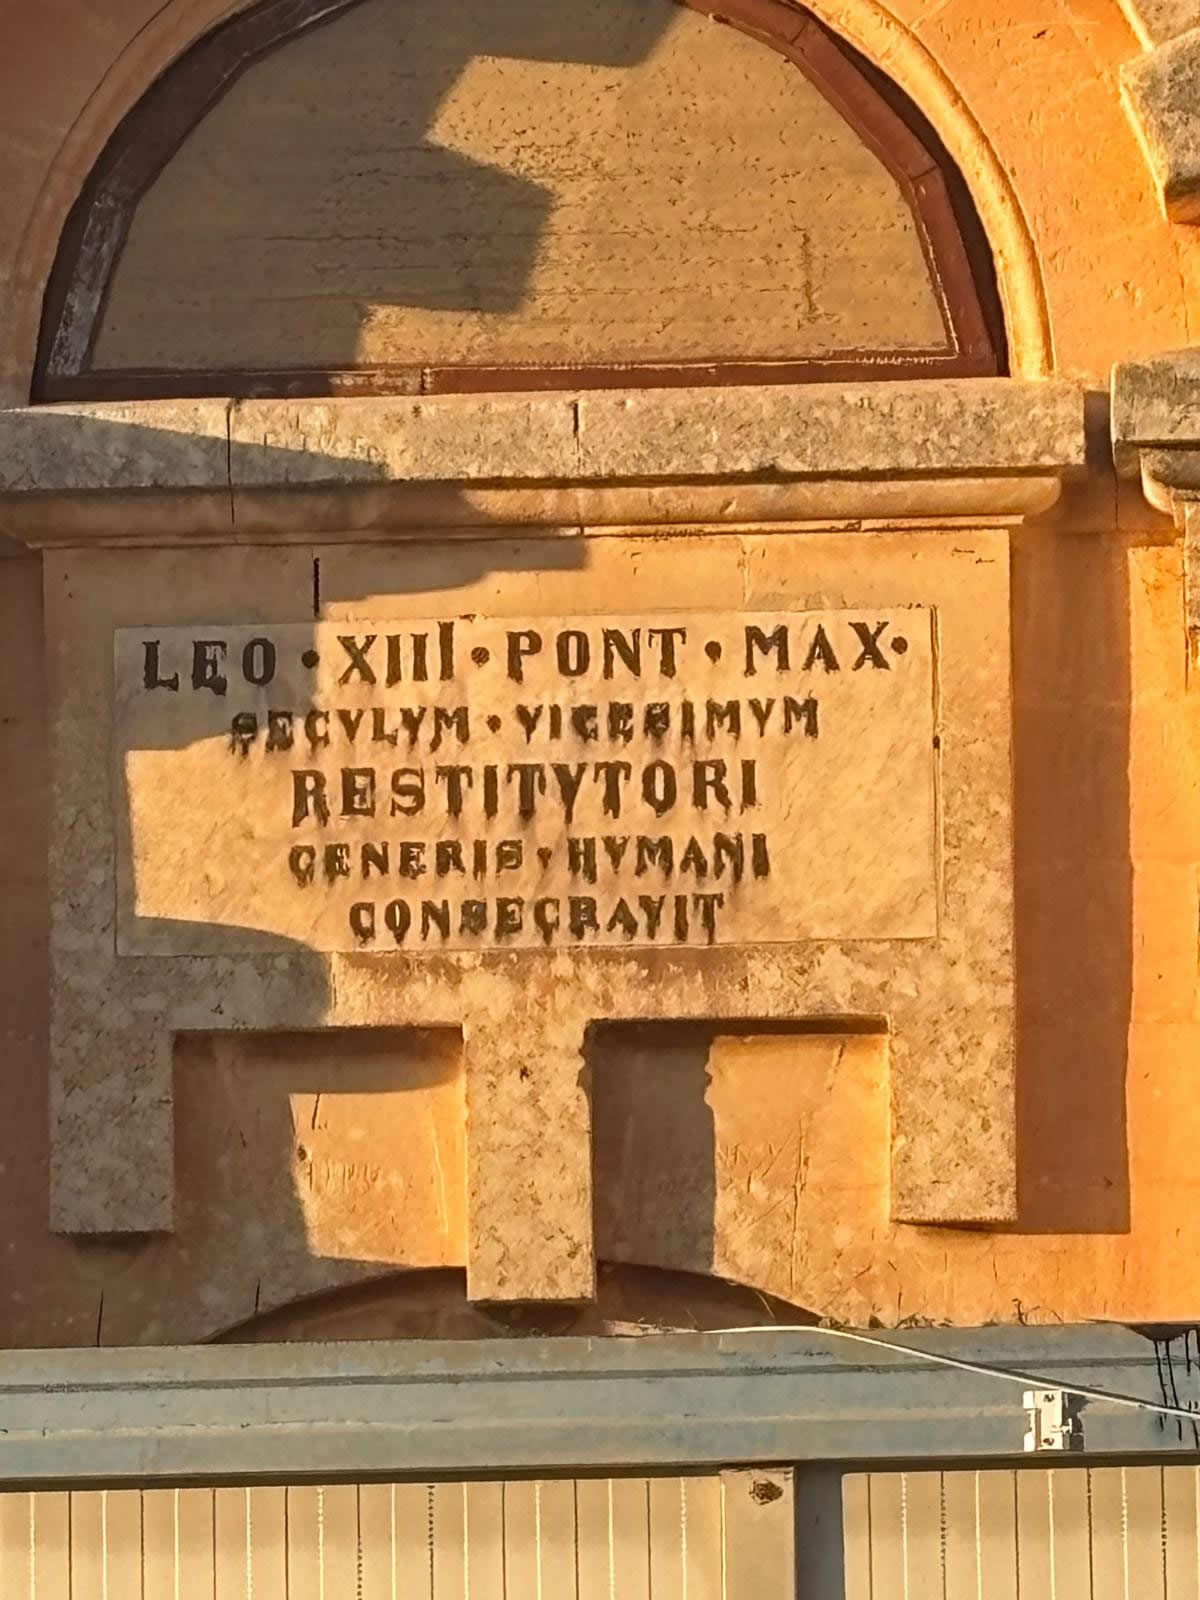 LEO · XIII · PONT · MAX ·
SECVLVM · VICESIMVM
RESTITVTORI
GENERIS · HVMANI
CONSECRAVIT